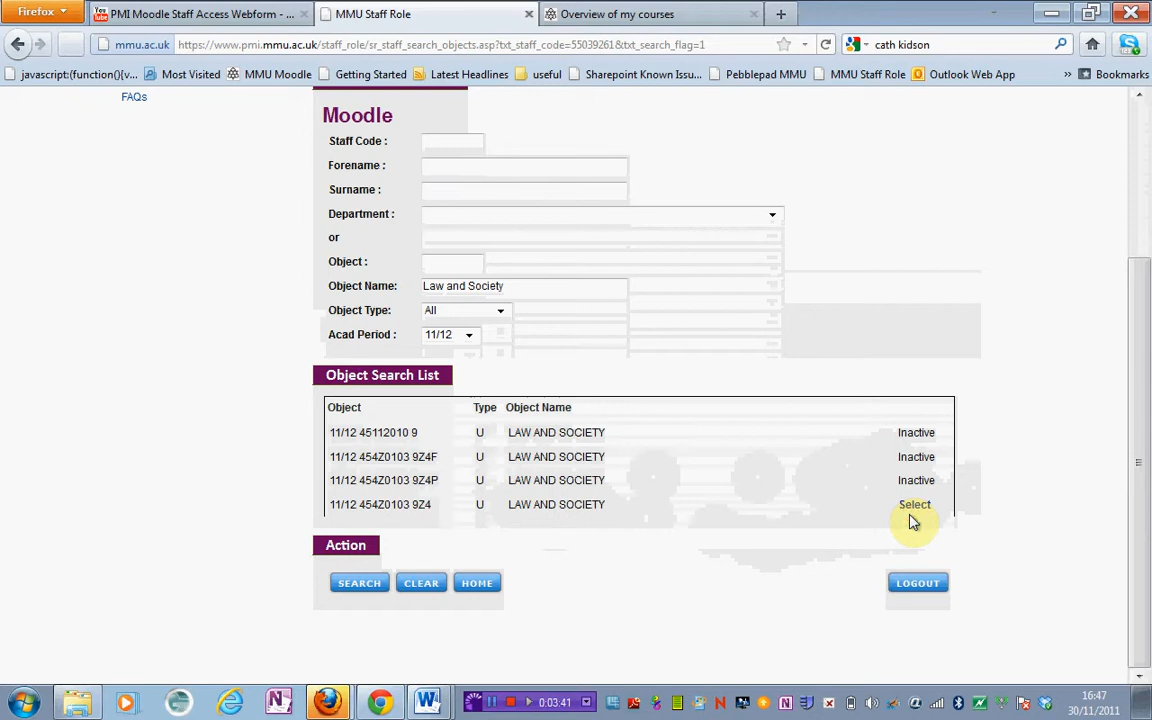 Firefox
PMI Moodle Staff Access Webform - ...
MMU Staff Role
Overview of my courses
mmu.ac.uk
https://www.pmi.mmu.ac.uk/staff_role/sr_staff_search_objects.asp?txt_staff_code=55039261&txt_search_flag=1
cath kidson
javascript:(function(){v...
Most Visited
MMU Moodle
Getting Started
Latest Headlines
useful
Sharepoint Known Issu...
Pebblepad MMU
MMU Staff Role
Outlook Web App
»
Bookmarks
FAQs
Moodle
Staff Code :
Forename :
Surname :
Department :
or
Object :
Object Name: Law and Society
Object Type: All
Acad Period : 11/12
Object Search List
Object Type Object Name
11/12 45112010 9 U LAW AND SOCIETY Inactive
11/12 454Z0103 9Z4F U LAW AND SOCIETY Inactive
11/12 454Z0103 9Z4P U LAW AND SOCIETY Inactive
11/12 454Z0103 9Z4 U LAW AND SOCIETY Select
Action
SEARCH CLEAR HOME LOGOUT
0:03:41
16:47
30/11/2011